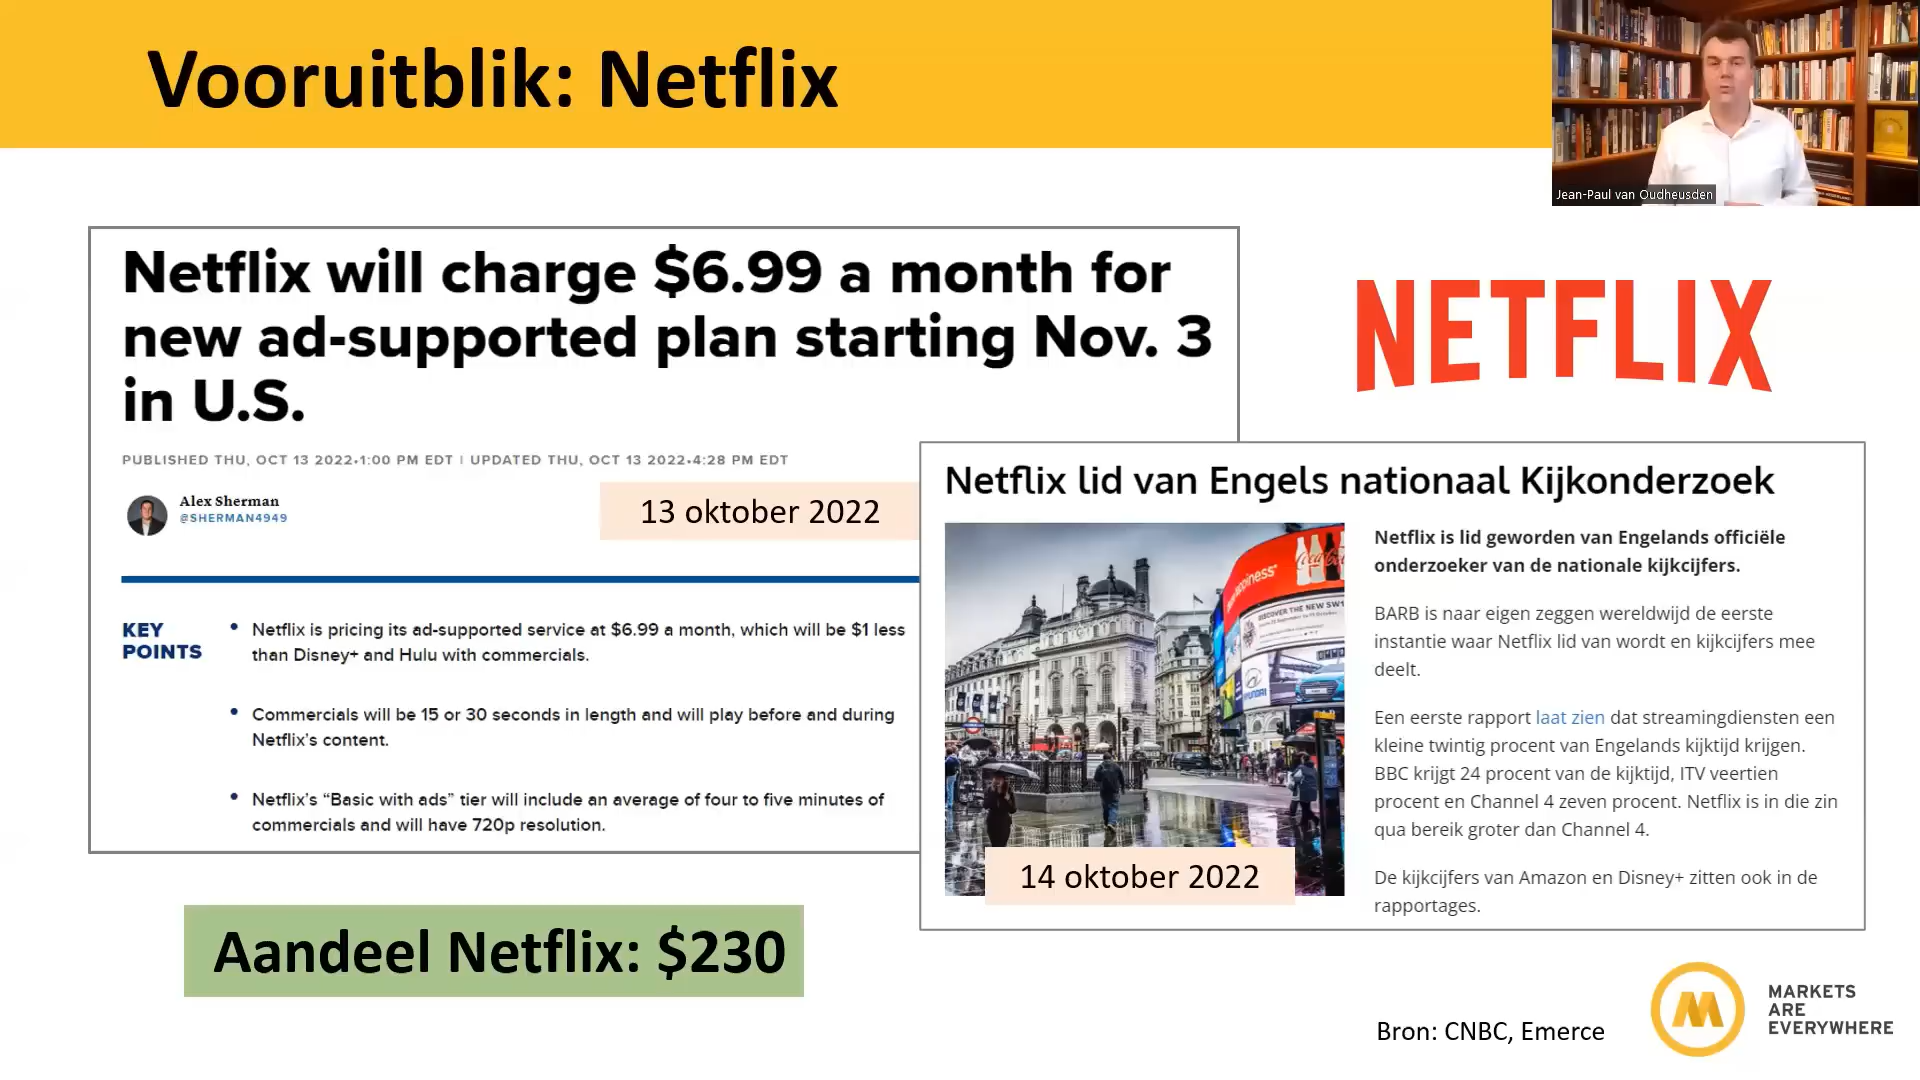 Vooruitblik: Netflix
Jean-Paul van Oudheusden
Netflix will charge $6.99 a month for
new ad-supported plan starting Nov. 3
in U.S.
PUBLISHED THU, OCT 13 2022•1:00 PM EDT | UPDATED THU, OCT 13 2022•4:28 PM EDT
Alex Sherman
@SHERMAN4949
13 oktober 2022
KEY
POINTS
• Netflix is pricing its ad-supported service at $6.99 a month, which will be $1 less
than Disney+ and Hulu with commercials.
• Commercials will be 15 or 30 seconds in length and will play before and during
Netflix's content.
• Netflix's “Basic with ads” tier will include an average of four to five minutes of
commercials and will have 720p resolution.
NETFLIX
Netflix lid van Engels nationaal Kijkonderzoek
Netflix is lid geworden van Engelands officiële
onderzoeker van de nationale kijkcijfers.
BARB is naar eigen zeggen wereldwijd de eerste
instantie waar Netflix lid van wordt en kijkcijfers mee
deelt.
Een eerste rapport laat zien dat streamingdiensten een
kleine twintig procent van Engelands kijktijd krijgen.
BBC krijgt 24 procent van de kijktijd, ITV veertien
procent en Channel 4 zeven procent. Netflix is in die zin
qua bereik groter dan Channel 4.
De kijkcijfers van Amazon en Disney+ zitten ook in de
rapportages.
Coca-Cola
HYUNDAI
14 oktober 2022
Aandeel Netflix: $230
Bron: CNBC, Emerce
MARKETS
ARE
EVERYWHERE